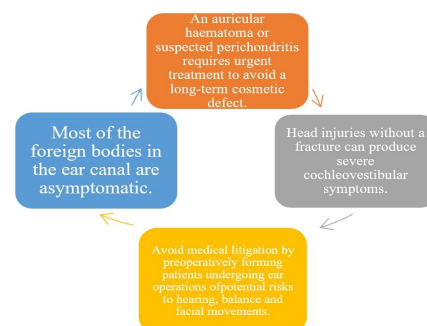 An auricular
haematoma or
suspected perichondritis
requires urgent
treatment to avoid a
long-term cosmetic
defect.
Head injuries without a
fracture can produce
severe
cochleovestibular
symptoms.
Avoid medical litigation by
preoperatively forming
patients undergoing ear
operations ofpotential risks
to hearing, balance and
facial movements.
Most of the
foreign bodies in
the ear canal are
asymptomatic.